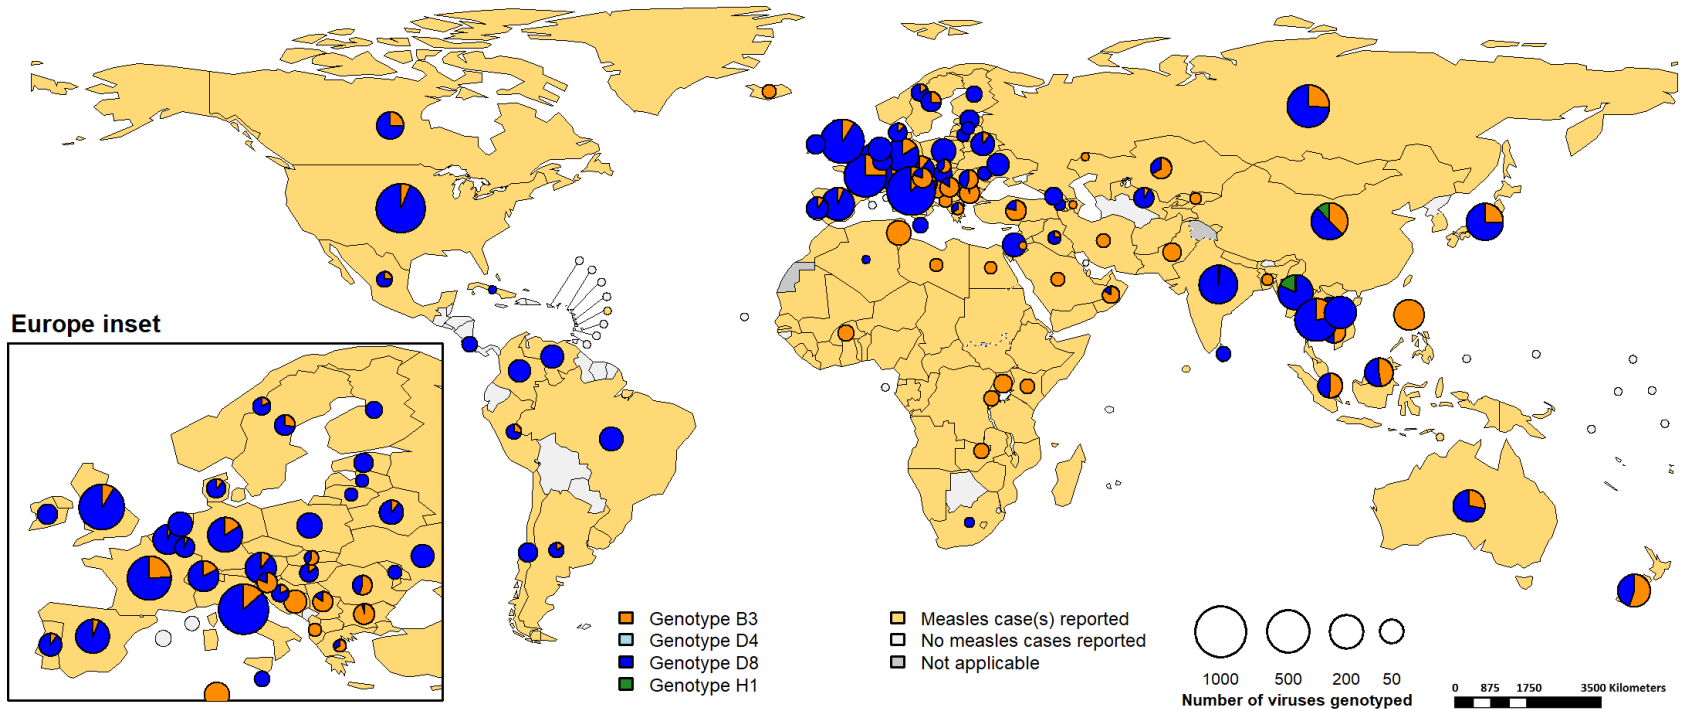 Europe inset
Genotype B3
Genotype D4
Genotype D8
Genotype H1
Measles case(s) reported
No measles cases reported
Not applicable
1000 500 200 50
Number of viruses genotyped
0 875 1750 3500 Kilometers